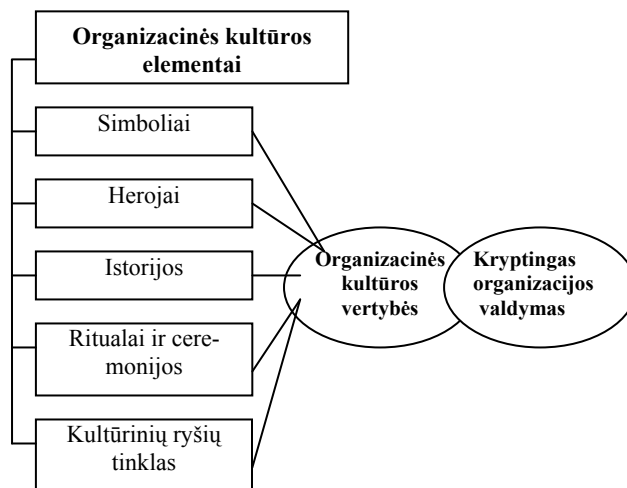 Organizacinės kultūros
elementai
Simboliai
Herojai
Istorijos
Ritualai ir cere-
monijos
Kultūrinių ryšių
tinklas
Organizacinės
kultūros
vertybės
Kryptingas
organizacijos
valdymas